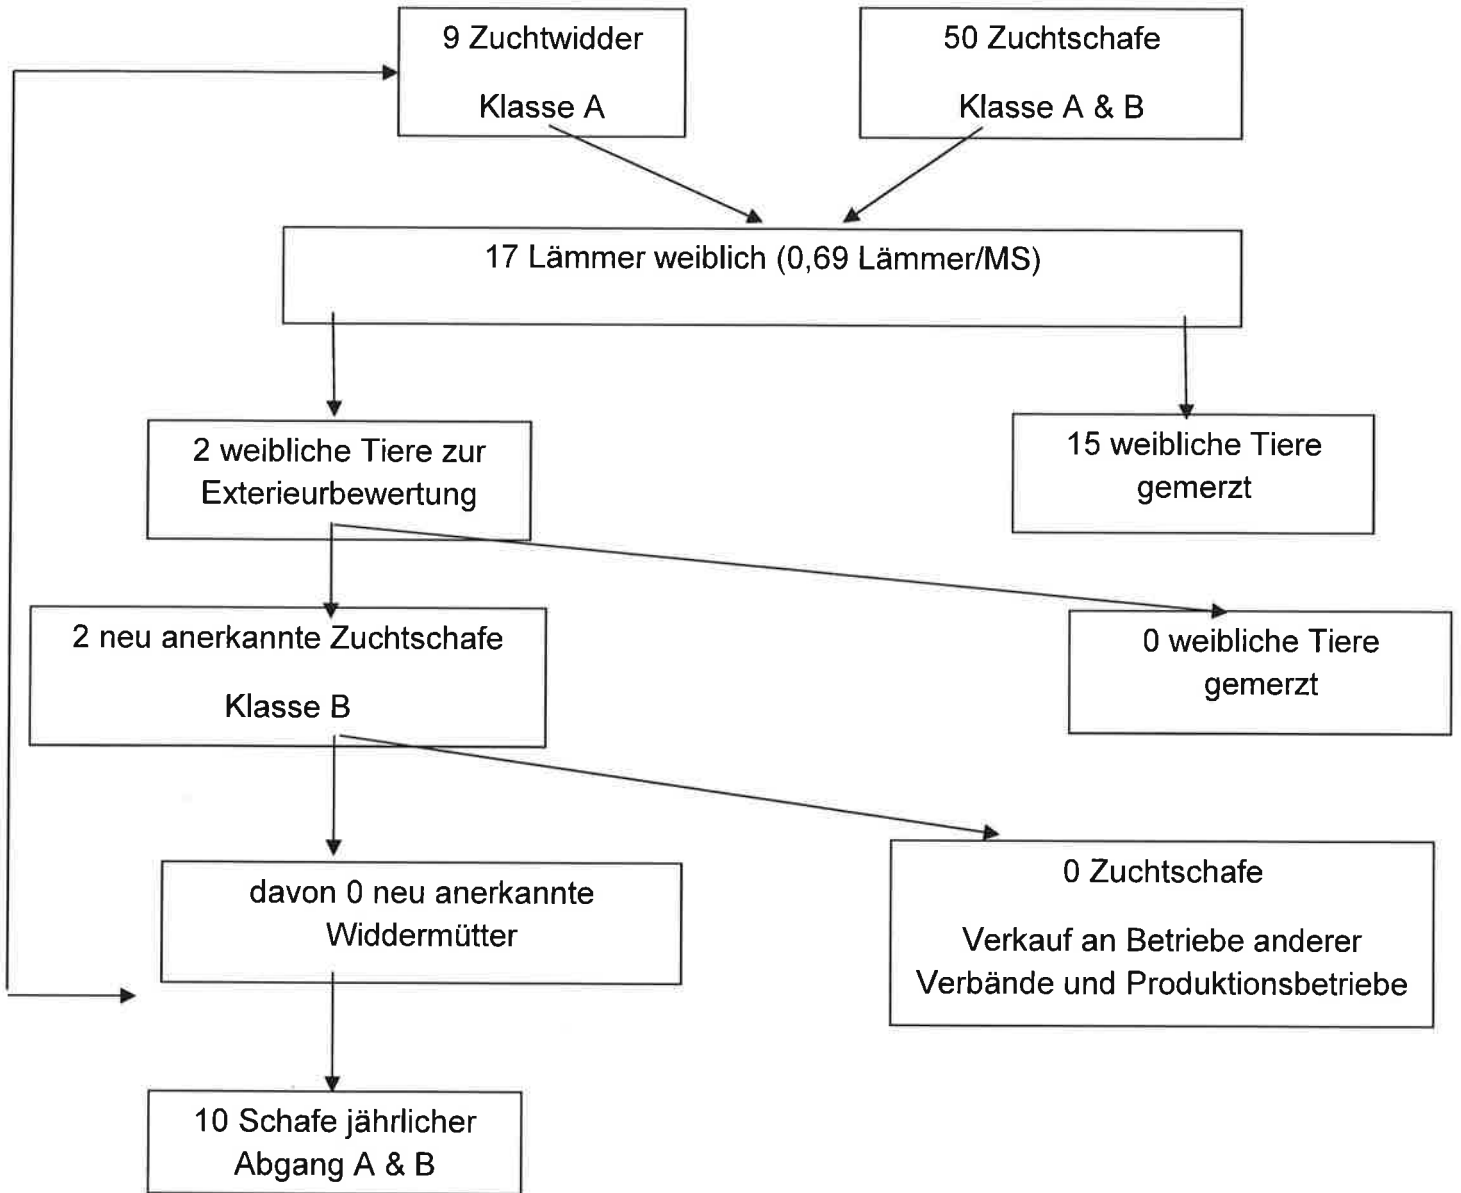 9 Zuchtwidder
Klasse A
50 Zuchtschafe
Klasse A & B
17 Lämmer weiblich (0,69 Lämmer/MS)
2 weibliche Tiere zur
Exterieurbewertung
15 weibliche Tiere
gemerzt
2 neu anerkannte Zuchtschafe
Klasse B
0 weibliche Tiere
gemerzt
davon 0 neu anerkannte
Widdermütter
0 Zuchtschafe
Verkauf an Betriebe anderer
Verbände und Produktionsbetriebe
10 Schafe jährlicher
Abgang A & B